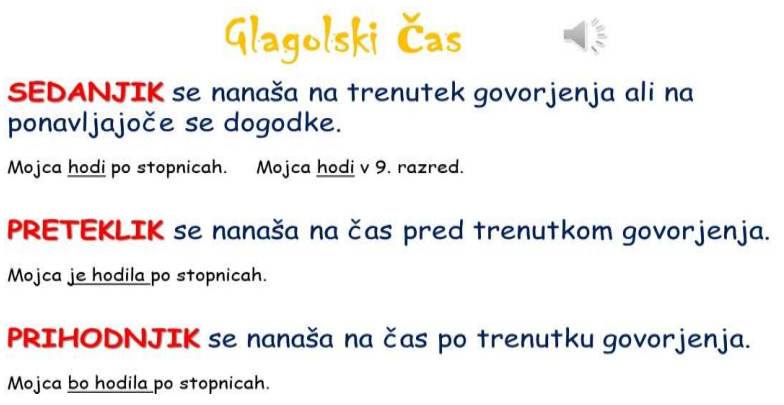 Glagolski Čas
SEDANJIK se nanaša na trenutek govorjenja ali na
ponavljajoče se dogodke.
Mojca hodi po stopnicah. Mojca hodi v 9. razred.
PRETEKLIK se nanaša na čas pred trenutkom govorjenja.
Mojca je hodila po stopnicah.
PRIHODNJIK se nanaša na čas po trenutku govorjenja.
Mojca bo hodila po stopnicah.